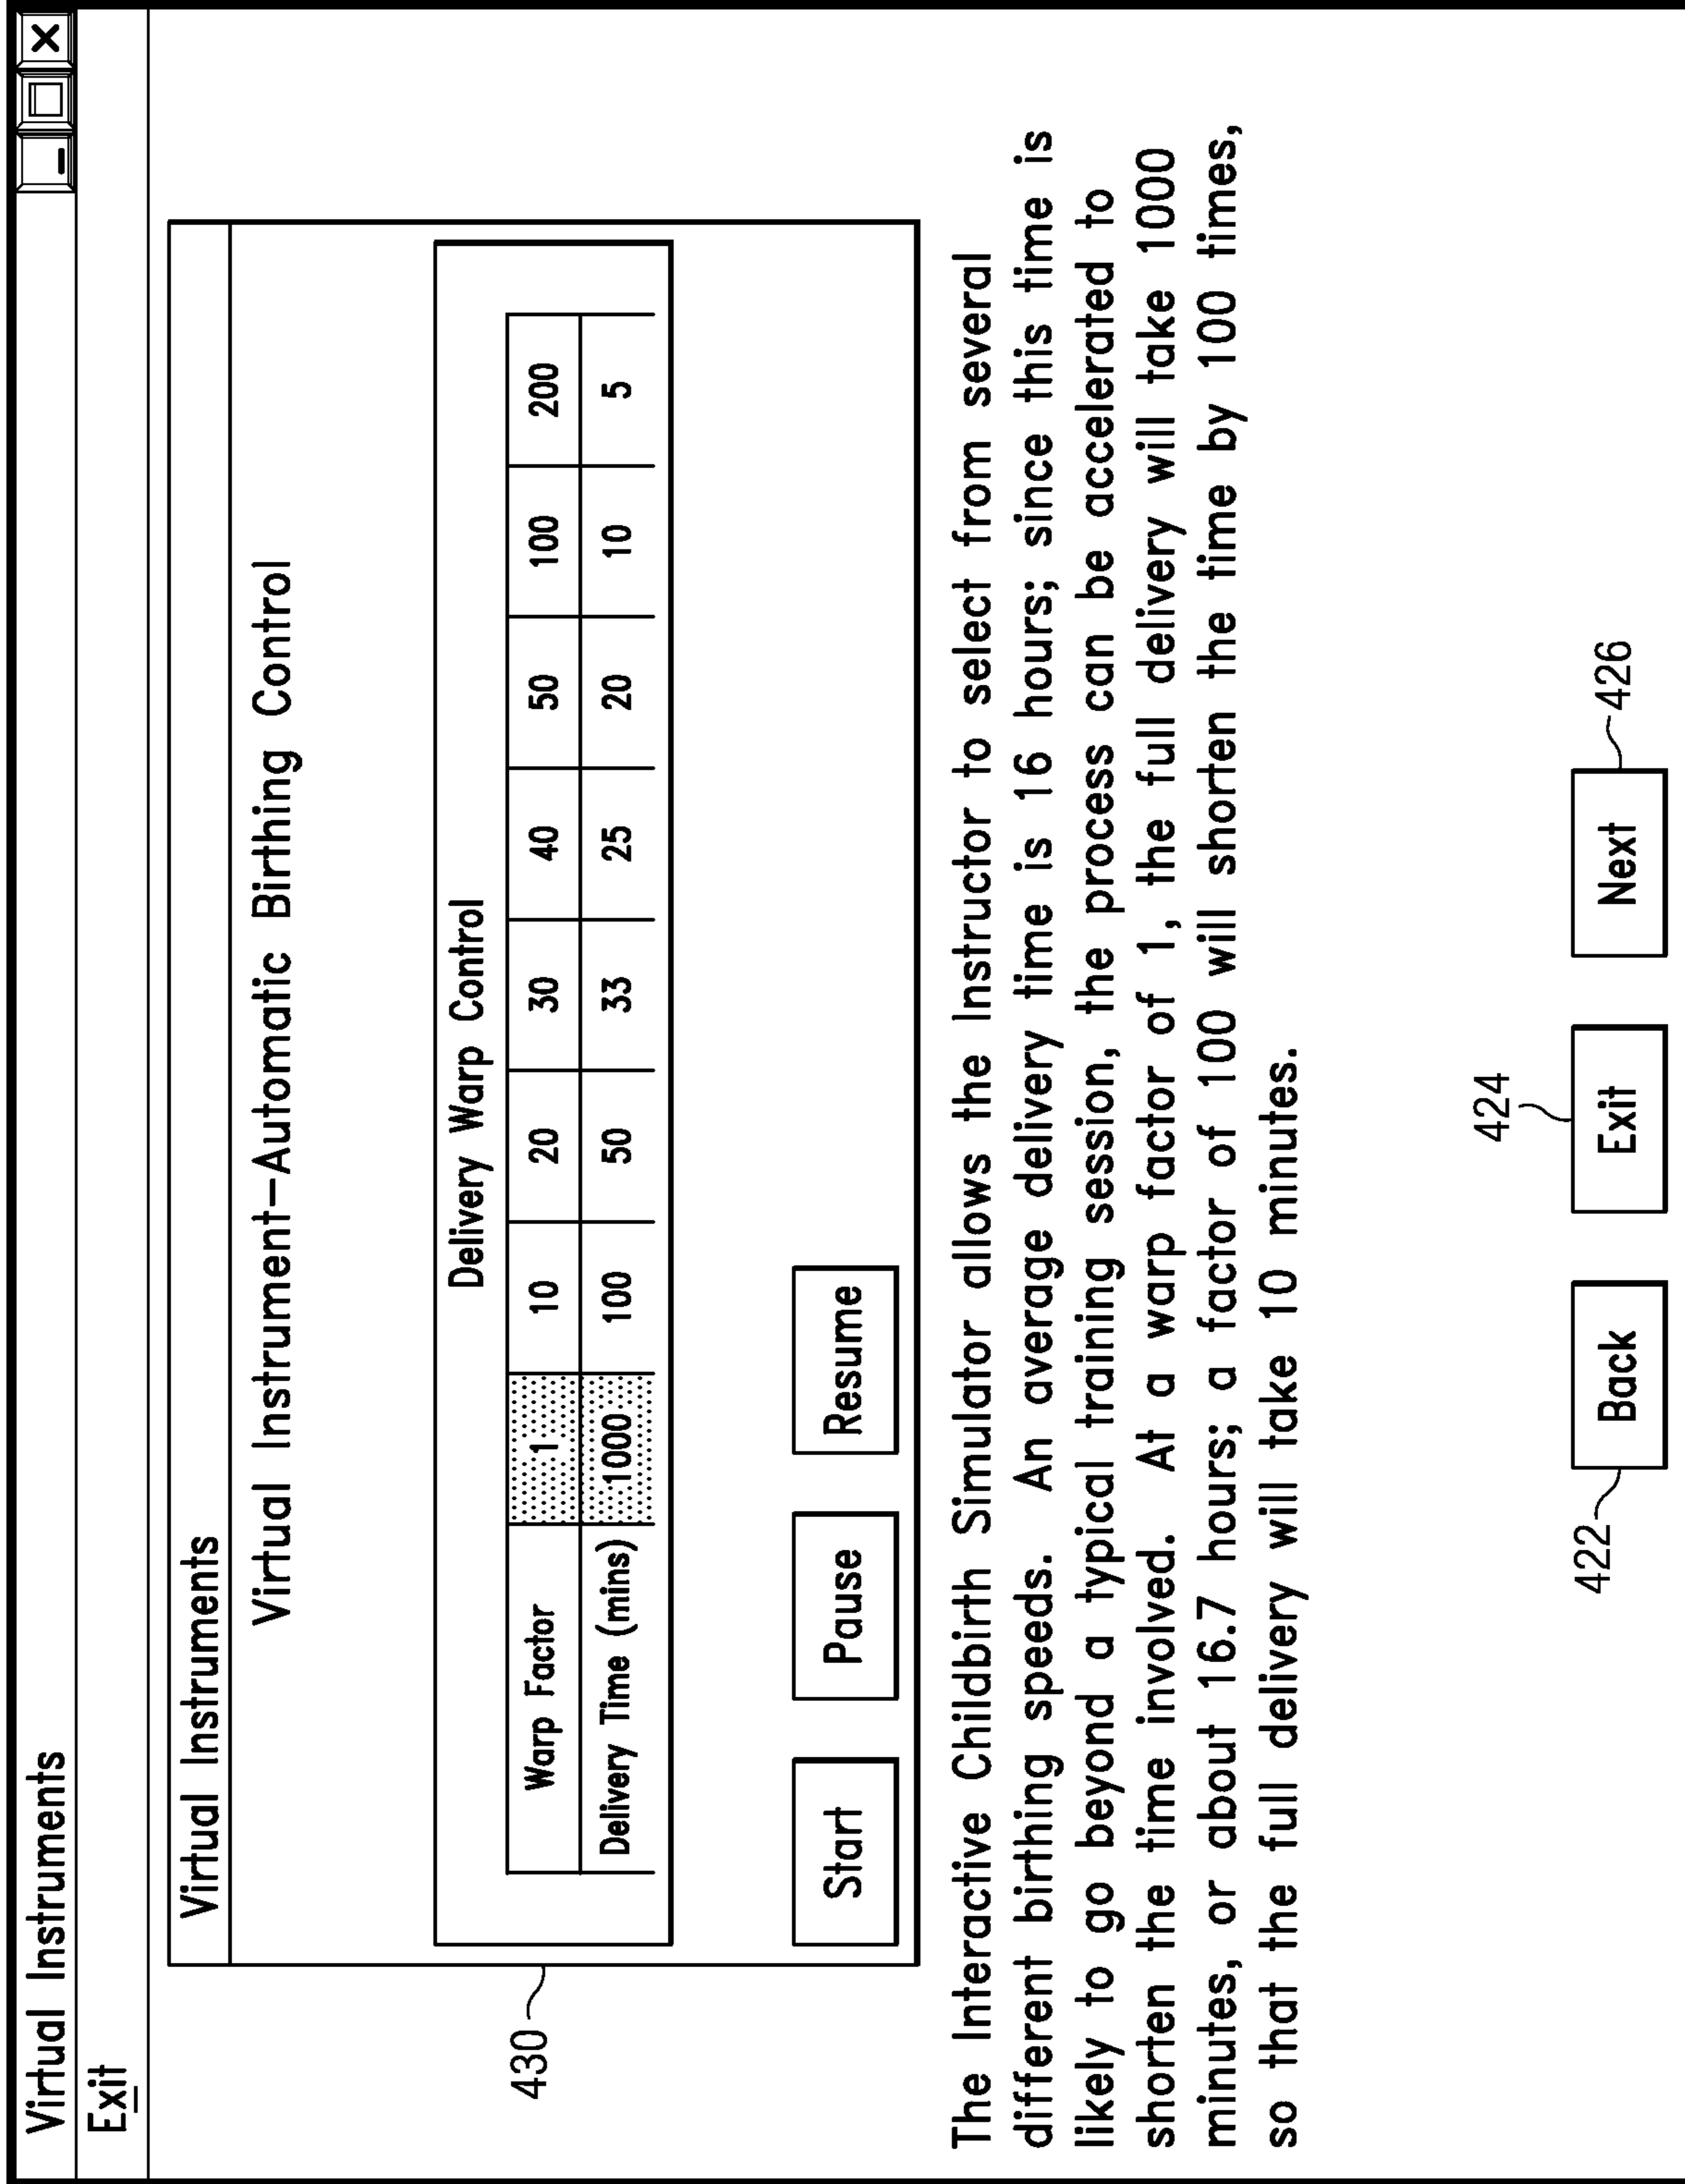 Virtual Instruments
Exit
Virtual Instruments
Virtual Instrument-Automatic Birthing Control
Delivery Warp Control
Warp Factor 1 10 20 30 40 50 100 200
Delivery Time (mins) 1000 100 50 33 25 20 10 5
430
Start Pause Resume
The Interactive Childbirth Simulator allows the Instructor to select from several
different birthing speeds. An average delivery time is 16 hours; since this time is
likely to go beyond a typical training session, the process can be accelerated to
shorten the time involved. At a warp factor of 1, the full delivery will take 1000
minutes, or about 16.7 hours; a factor of 100 will shorten the time by 100 times,
so that the full delivery will take 10 minutes.
424
422 Back Exit Next 426